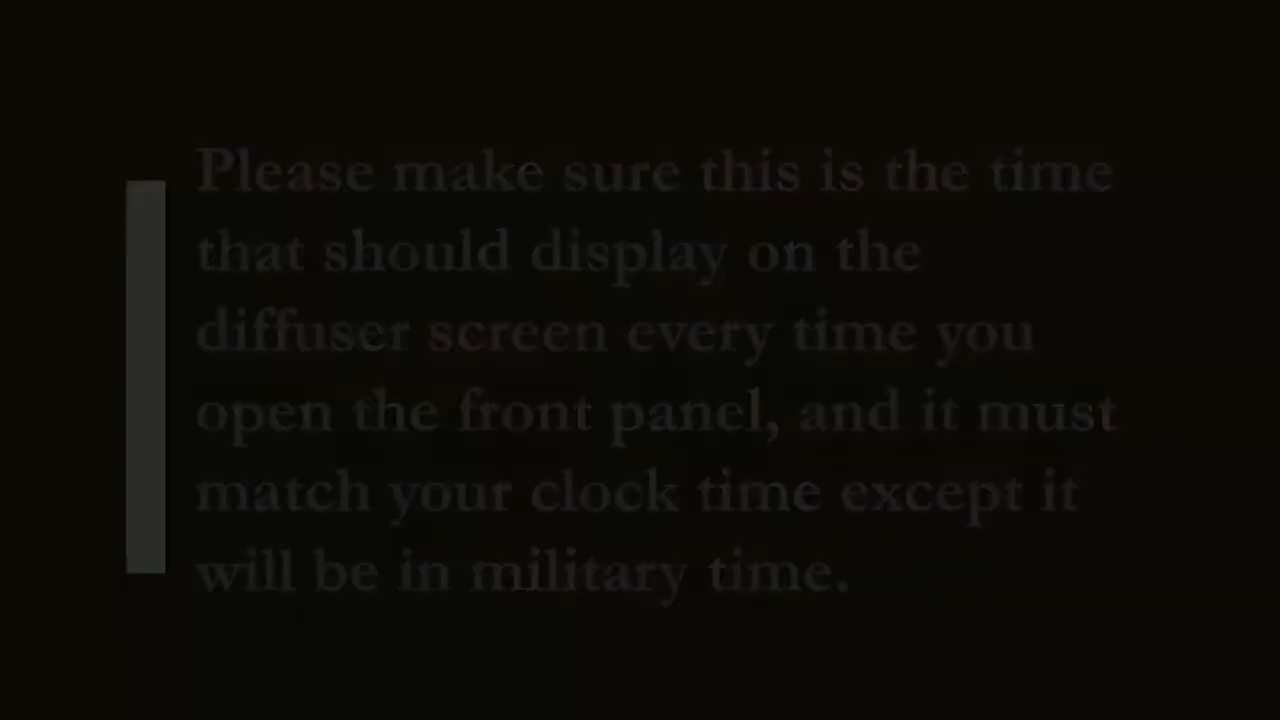 Please make sure this is the time
that should display on the
diffuser screen every time you
open the front panel, and it must
match your clock time except it
will be in military time.